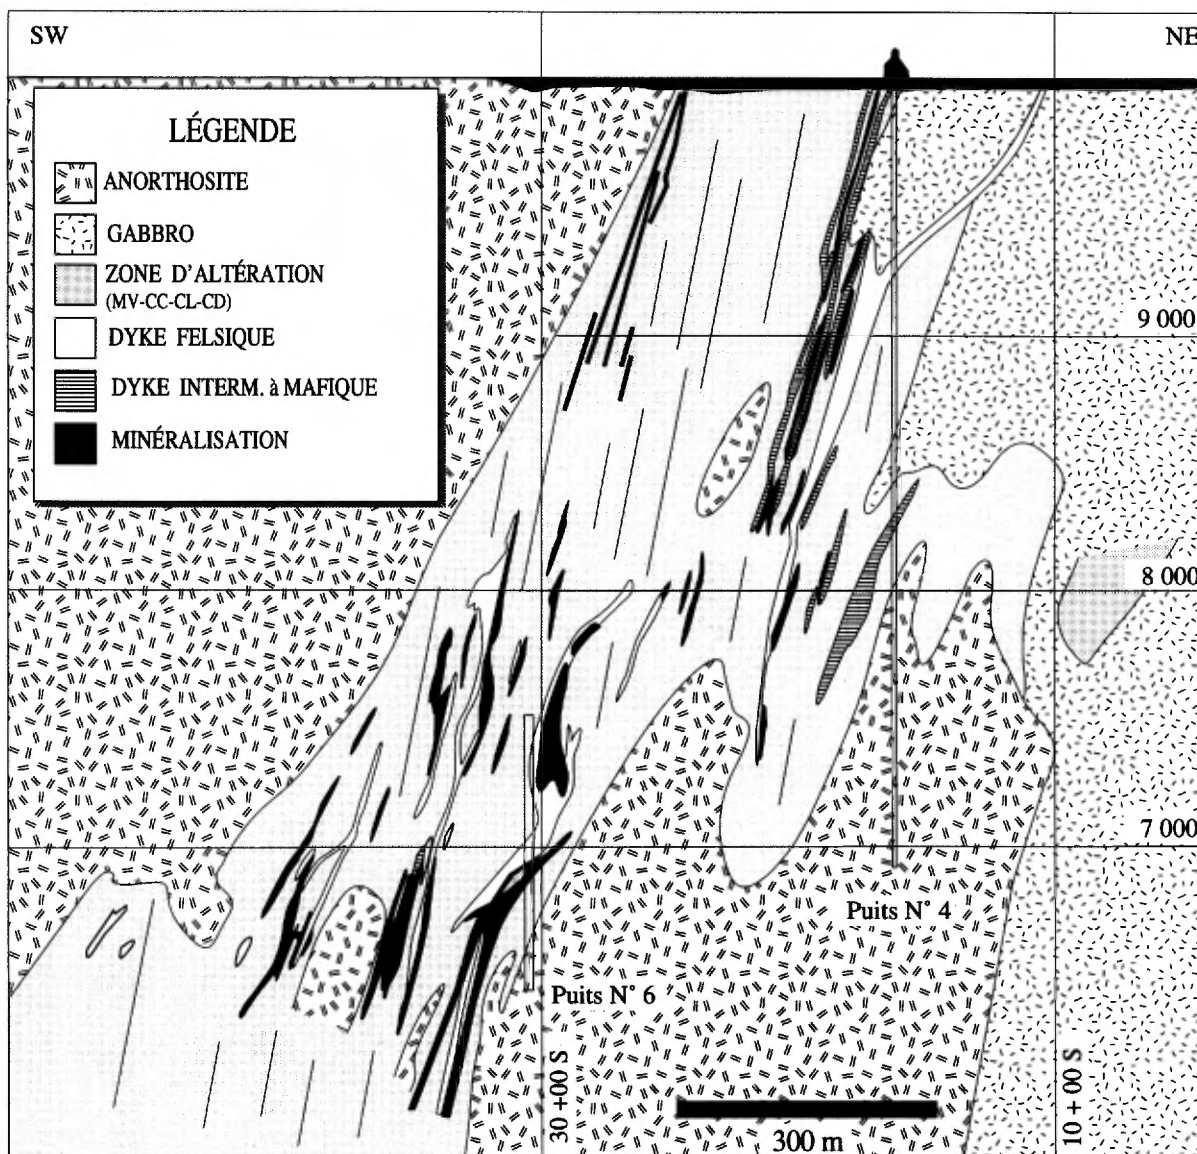 SW
NE
LÉGENDE
ANORTHOSITE
GABBRO
ZONE D'ALTÉRATION
(MV-CC-CL-CD)
DYKE FELSIQUE
DYKE INTERM. à MAFIQUE
MINÉRALISATION
9 000
8 000
7 000
Puits N° 4
Puits N° 6
30 +00 S
10 + 00 S
300 m